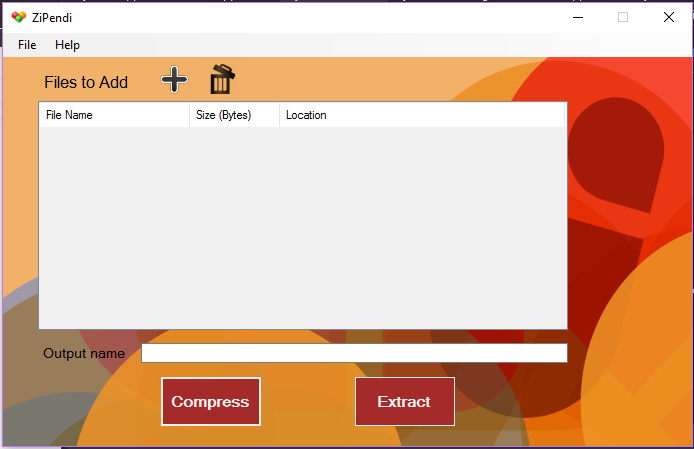 ZiPendi
File Help
Files to Add
File Name Size (Bytes) Location
Output name
Compress Extract